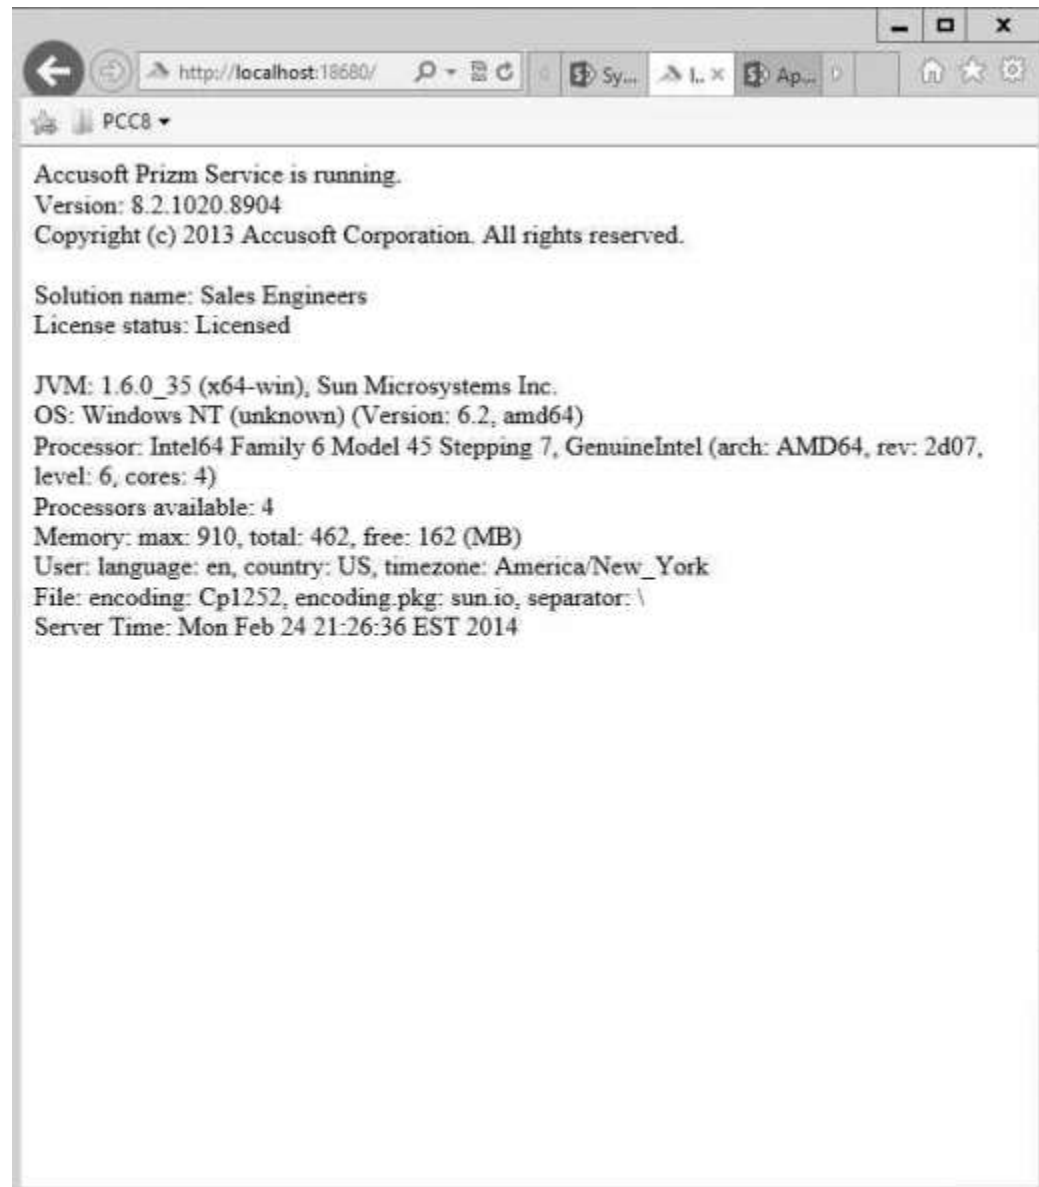 http://localhost:18680/
Sy...
I...
Ap...
PCC8
Accusoft Prizm Service is running.
Version: 8.2.1020.8904
Copyright (c) 2013 Accusoft Corporation. All rights reserved.
Solution name: Sales Engineers
License status: Licensed
JVM: 1.6.0_35 (x64-win), Sun Microsystems Inc.
OS: Windows NT (unknown) (Version: 6.2, amd64)
Processor: Intel64 Family 6 Model 45 Stepping 7, GenuineIntel (arch: AMD64, rev: 2d07,
level: 6, cores: 4)
Processors available: 4
Memory: max: 910, total: 462, free: 162 (MB)
User: language: en, country: US, timezone: America/New_York
File: encoding: Cp1252, encoding.pkg: sun.io, separator: \
Server Time: Mon Feb 24 21:26:36 EST 2014